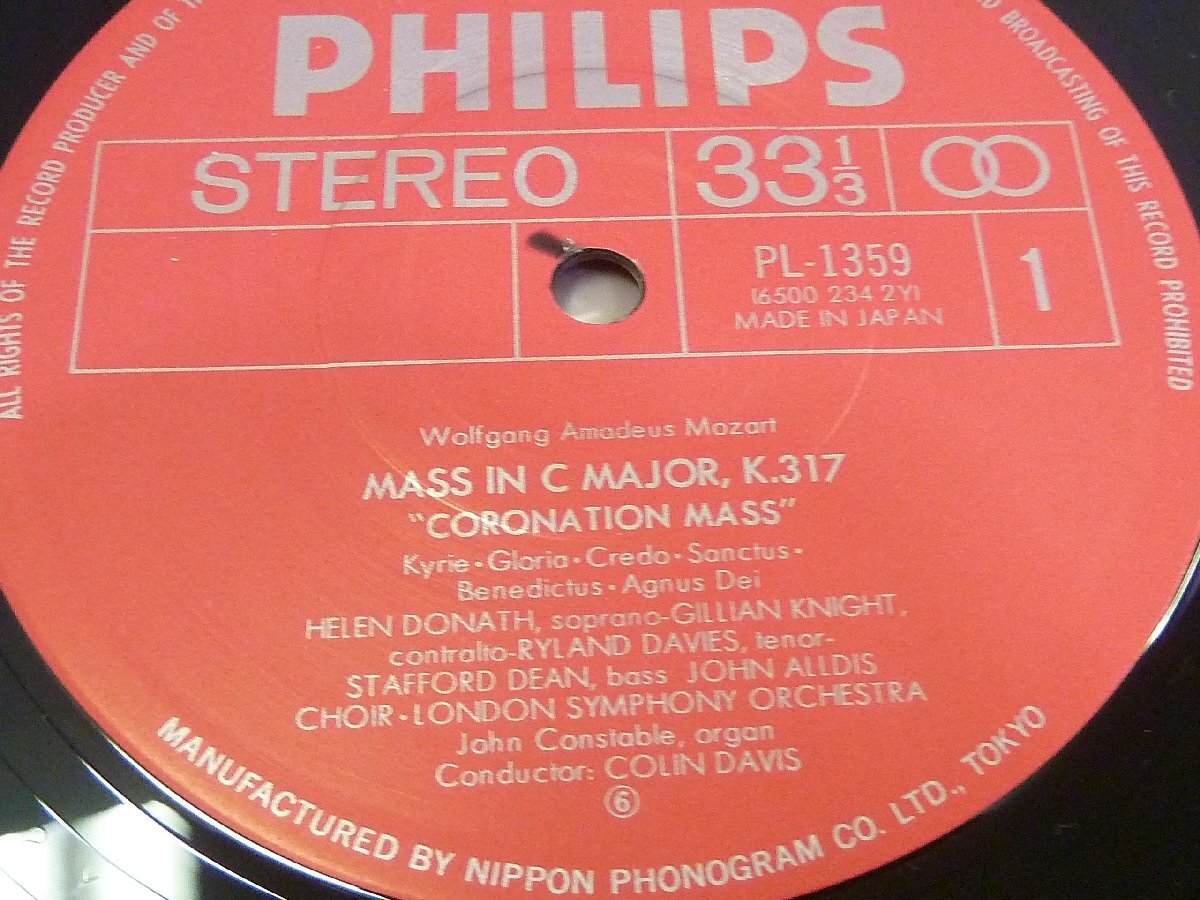 PHILIPS
STEREO
33 1/3
PL-1359
(6500 234 2Y)
MADE IN JAPAN
1
Wolfgang Amadeus Mozart
MASS IN C MAJOR, K.317
"CORONATION MASS"
Kyrie·Gloria·Credo·Sanctus·
Benedictus·Agnus Dei
HELEN DONATH, soprano-GILLIAN KNIGHT,
contralto-RYLAND DAVIES, tenor-
STAFFORD DEAN, bass JOHN ALLDIS
CHOIR·LONDON SYMPHONY ORCHESTRA
John Constable, organ
Conductor: COLIN DAVIS
⑥
ALL RIGHTS OF THE RECORD PRODUCER AND OF
BROADCASTING OF THIS RECORD PROHIBITED
MANUFACTURED BY NIPPON PHONOGRAM CO. LTD., TOKYO